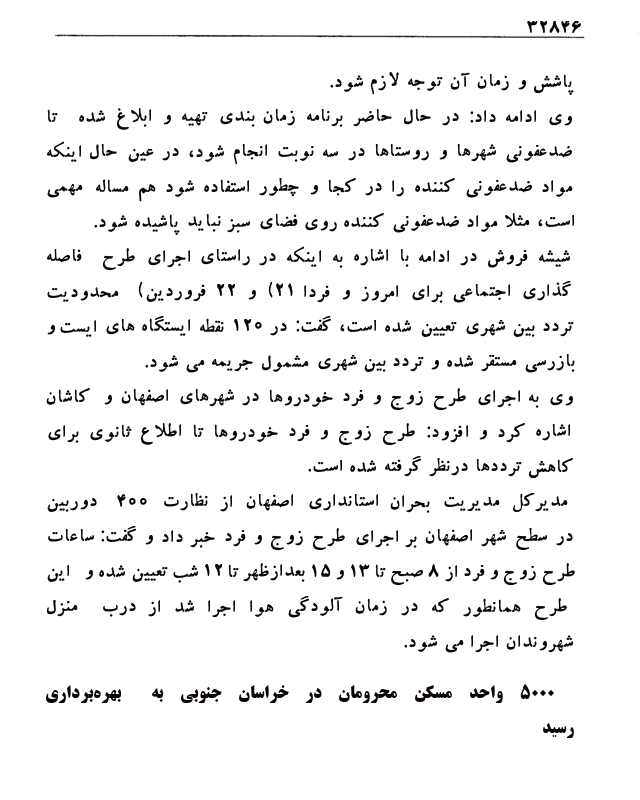 ۳۲۸۴۶
پاشش و زمان آن توجه لازم شود.
وی ادامه داد: در حال حاضر برنامه زمان بندی تهیه و ابلاغ شده تا
ضدعفونی شهرها و روستاها در سه نوبت انجام شود، در عین حال اینکه
مواد ضدعفونی کننده را در کجا و چطور استفاده شود هم مساله مهمی
است، مثلا مواد ضدعفونی کننده روی فضای سبز نباید پاشیده شود.
شیشه فروش در ادامه با اشاره به اینکه در راستای اجرای طرح فاصله
گذاری اجتماعی برای امروز و فردا ۲۱) و ۲۲ فروردین) محدودیت
تردد بین شهری تعیین شده است، گفت: در ۱۲۰ نقطه ایستگاه های ایست و
بازرسی مستقر شده و تردد بین شهری مشمول جریمه می شود.
وی به اجرای طرح زوج و فرد خودروها در شهرهای اصفهان و کاشان
اشاره کرد و افزود: طرح زوج و فرد خودروها تا اطلاع ثانوی برای
کاهش ترددها درنظر گرفته شده است.
مدیرکل مدیریت بحران استانداری اصفهان از نظارت ۴۰۰ دوربین
در سطح شهر اصفهان بر اجرای طرح زوج و فرد خبر داد و گفت: ساعات
طرح زوج و فرد از ۸ صبح تا ۱۳ و ۱۵ بعدازظهر تا ۱۲ شب تعیین شده و این
طرح همانطور که در زمان آلودگی هوا اجرا شد از درب منزل
شهروندان اجرا می شود.
۵۰۰۰ واحد مسکن محرومان در خراسان جنوبی به بهره‌برداری
رسید